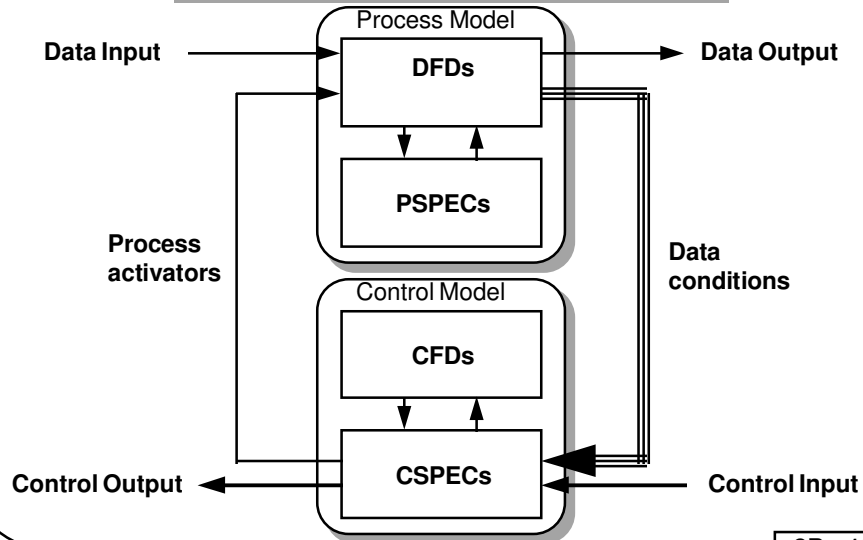 Process Model
Data Input
DFDs
Data Output
PSPECs
Process
activators
Data
conditions
Control Model
CFDs
CSPECs
Control Output
Control Input